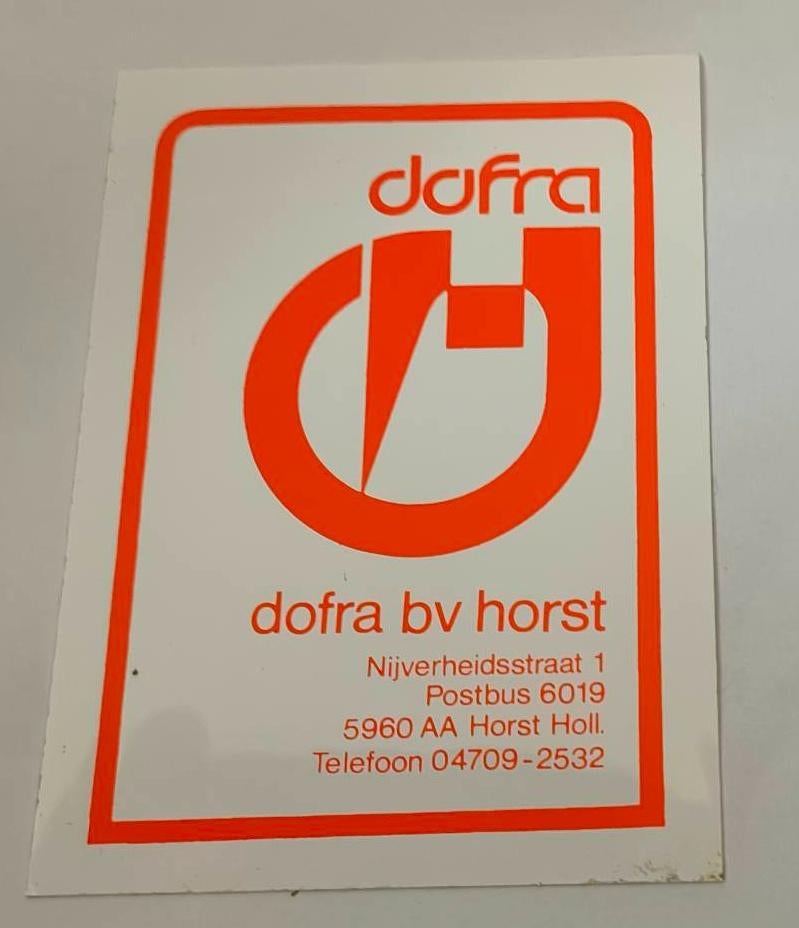 dofra
dofra bv horst
Nijverheidsstraat 1
Postbus 6019
5960 AA Horst Holl.
Telefoon 04709-2532